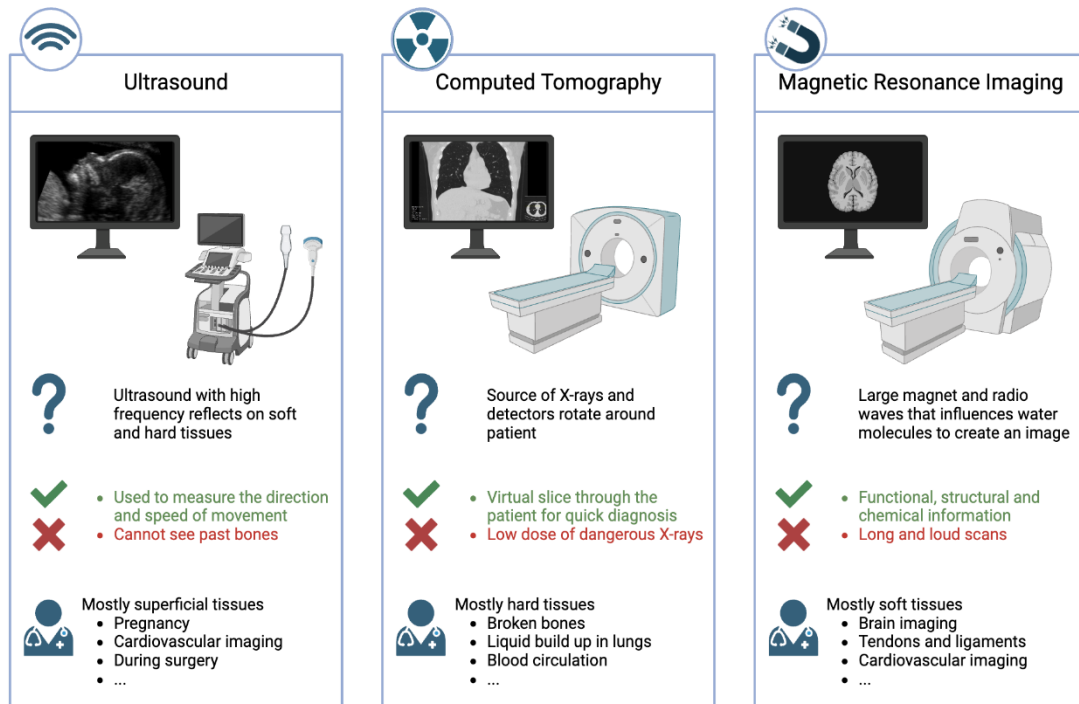 Ultrasound
Ultrasound with high
frequency reflects on soft
and hard tissues
• Used to measure the direction
and speed of movement
• Cannot see past bones
Mostly superficial tissues
• Pregnancy
• Cardiovascular imaging
• During surgery
• ...
Computed Tomography
Source of X-rays and
detectors rotate around
patient
• Virtual slice through the
patient for quick diagnosis
• Low dose of dangerous X-rays
Mostly hard tissues
• Broken bones
• Liquid build up in lungs
• Blood circulation
• ...
Magnetic Resonance Imaging
Large magnet and radio
waves that influences water
molecules to create an image
• Functional, structural and
chemical information
• Long and loud scans
Mostly soft tissues
• Brain imaging
• Tendons and ligaments
• Cardiovascular imaging
• ...